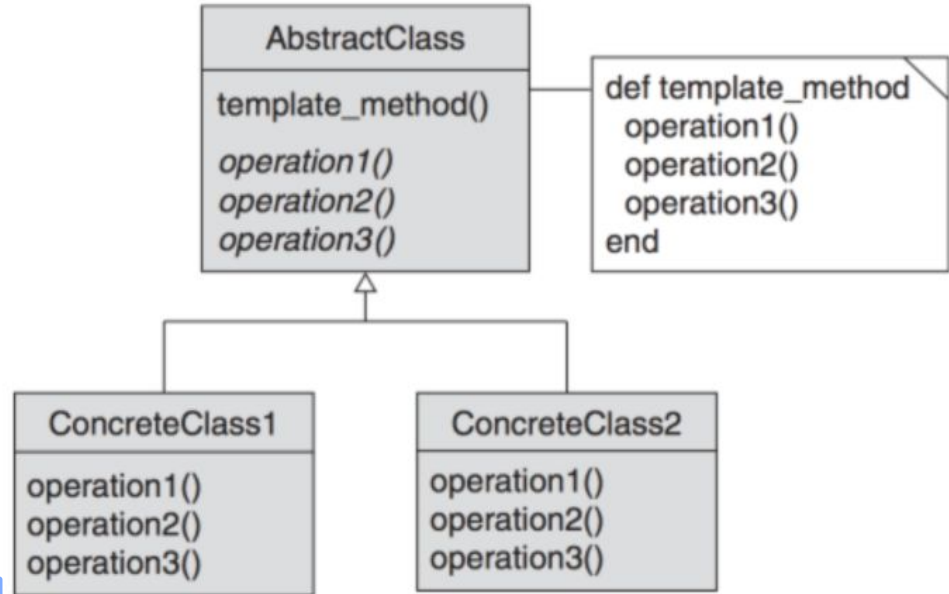 AbstractClass
template_method()
operation1()
operation2()
operation3()
def template_method
operation1()
operation2()
operation3()
end
ConcreteClass1
operation1()
operation2()
operation3()
ConcreteClass2
operation1()
operation2()
operation3()